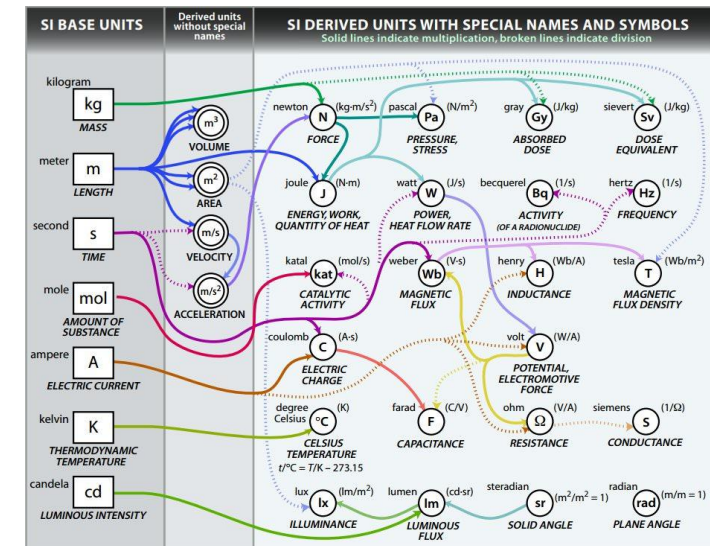 SI BASE UNITS
Derived units
without special
names
SI DERIVED UNITS WITH SPECIAL NAMES AND SYMBOLS
Solid lines indicate multiplication, broken lines indicate division
kilogram
kg
MASS
meter
m
LENGTH
second
s
TIME
mole
mol
AMOUNT OF
SUBSTANCE
ampere
A
ELECTRIC CURRENT
kelvin
K
THERMODYNAMIC
TEMPERATURE
candela
cd
LUMINOUS INTENSITY
m³
VOLUME
m²
AREA
m/s
VELOCITY
m/s²
ACCELERATION
newton
N
(kg·m/s²)
FORCE
pascal
Pa
(N/m²)
PRESSURE,
STRESS
gray
Gy
(J/kg)
ABSORBED
DOSE
sievert
Sv
(J/kg)
DOSE
EQUIVALENT
joule
J
(N·m)
ENERGY, WORK,
QUANTITY OF HEAT
watt
W
(J/s)
POWER,
HEAT FLOW RATE
becquerel
Bq
(1/s)
ACTIVITY
(OF A RADIONUCLIDE)
hertz
Hz
(1/s)
FREQUENCY
katal
kat
(mol/s)
CATALYTIC
ACTIVITY
weber
Wb
(V·s)
MAGNETIC
FLUX
henry
H
(Wb/A)
INDUCTANCE
tesla
T
(Wb/m²)
MAGNETIC
FLUX DENSITY
coulomb
C
(A·s)
ELECTRIC
CHARGE
volt
V
(W/A)
POTENTIAL,
ELECTROMOTIVE
FORCE
degree
Celsius
°C
(K)
CELSIUS
TEMPERATURE
t/°C = T/K – 273.15
farad
F
(C/V)
CAPACITANCE
ohm
Ω
(V/A)
RESISTANCE
siemens
S
(1/Ω)
CONDUCTANCE
lux
lx
(lm/m²)
ILLUMINANCE
lumen
lm
(cd·sr)
LUMINOUS
FLUX
steradian
sr
(m²/m² = 1)
SOLID ANGLE
radian
rad
(m/m = 1)
PLANE ANGLE